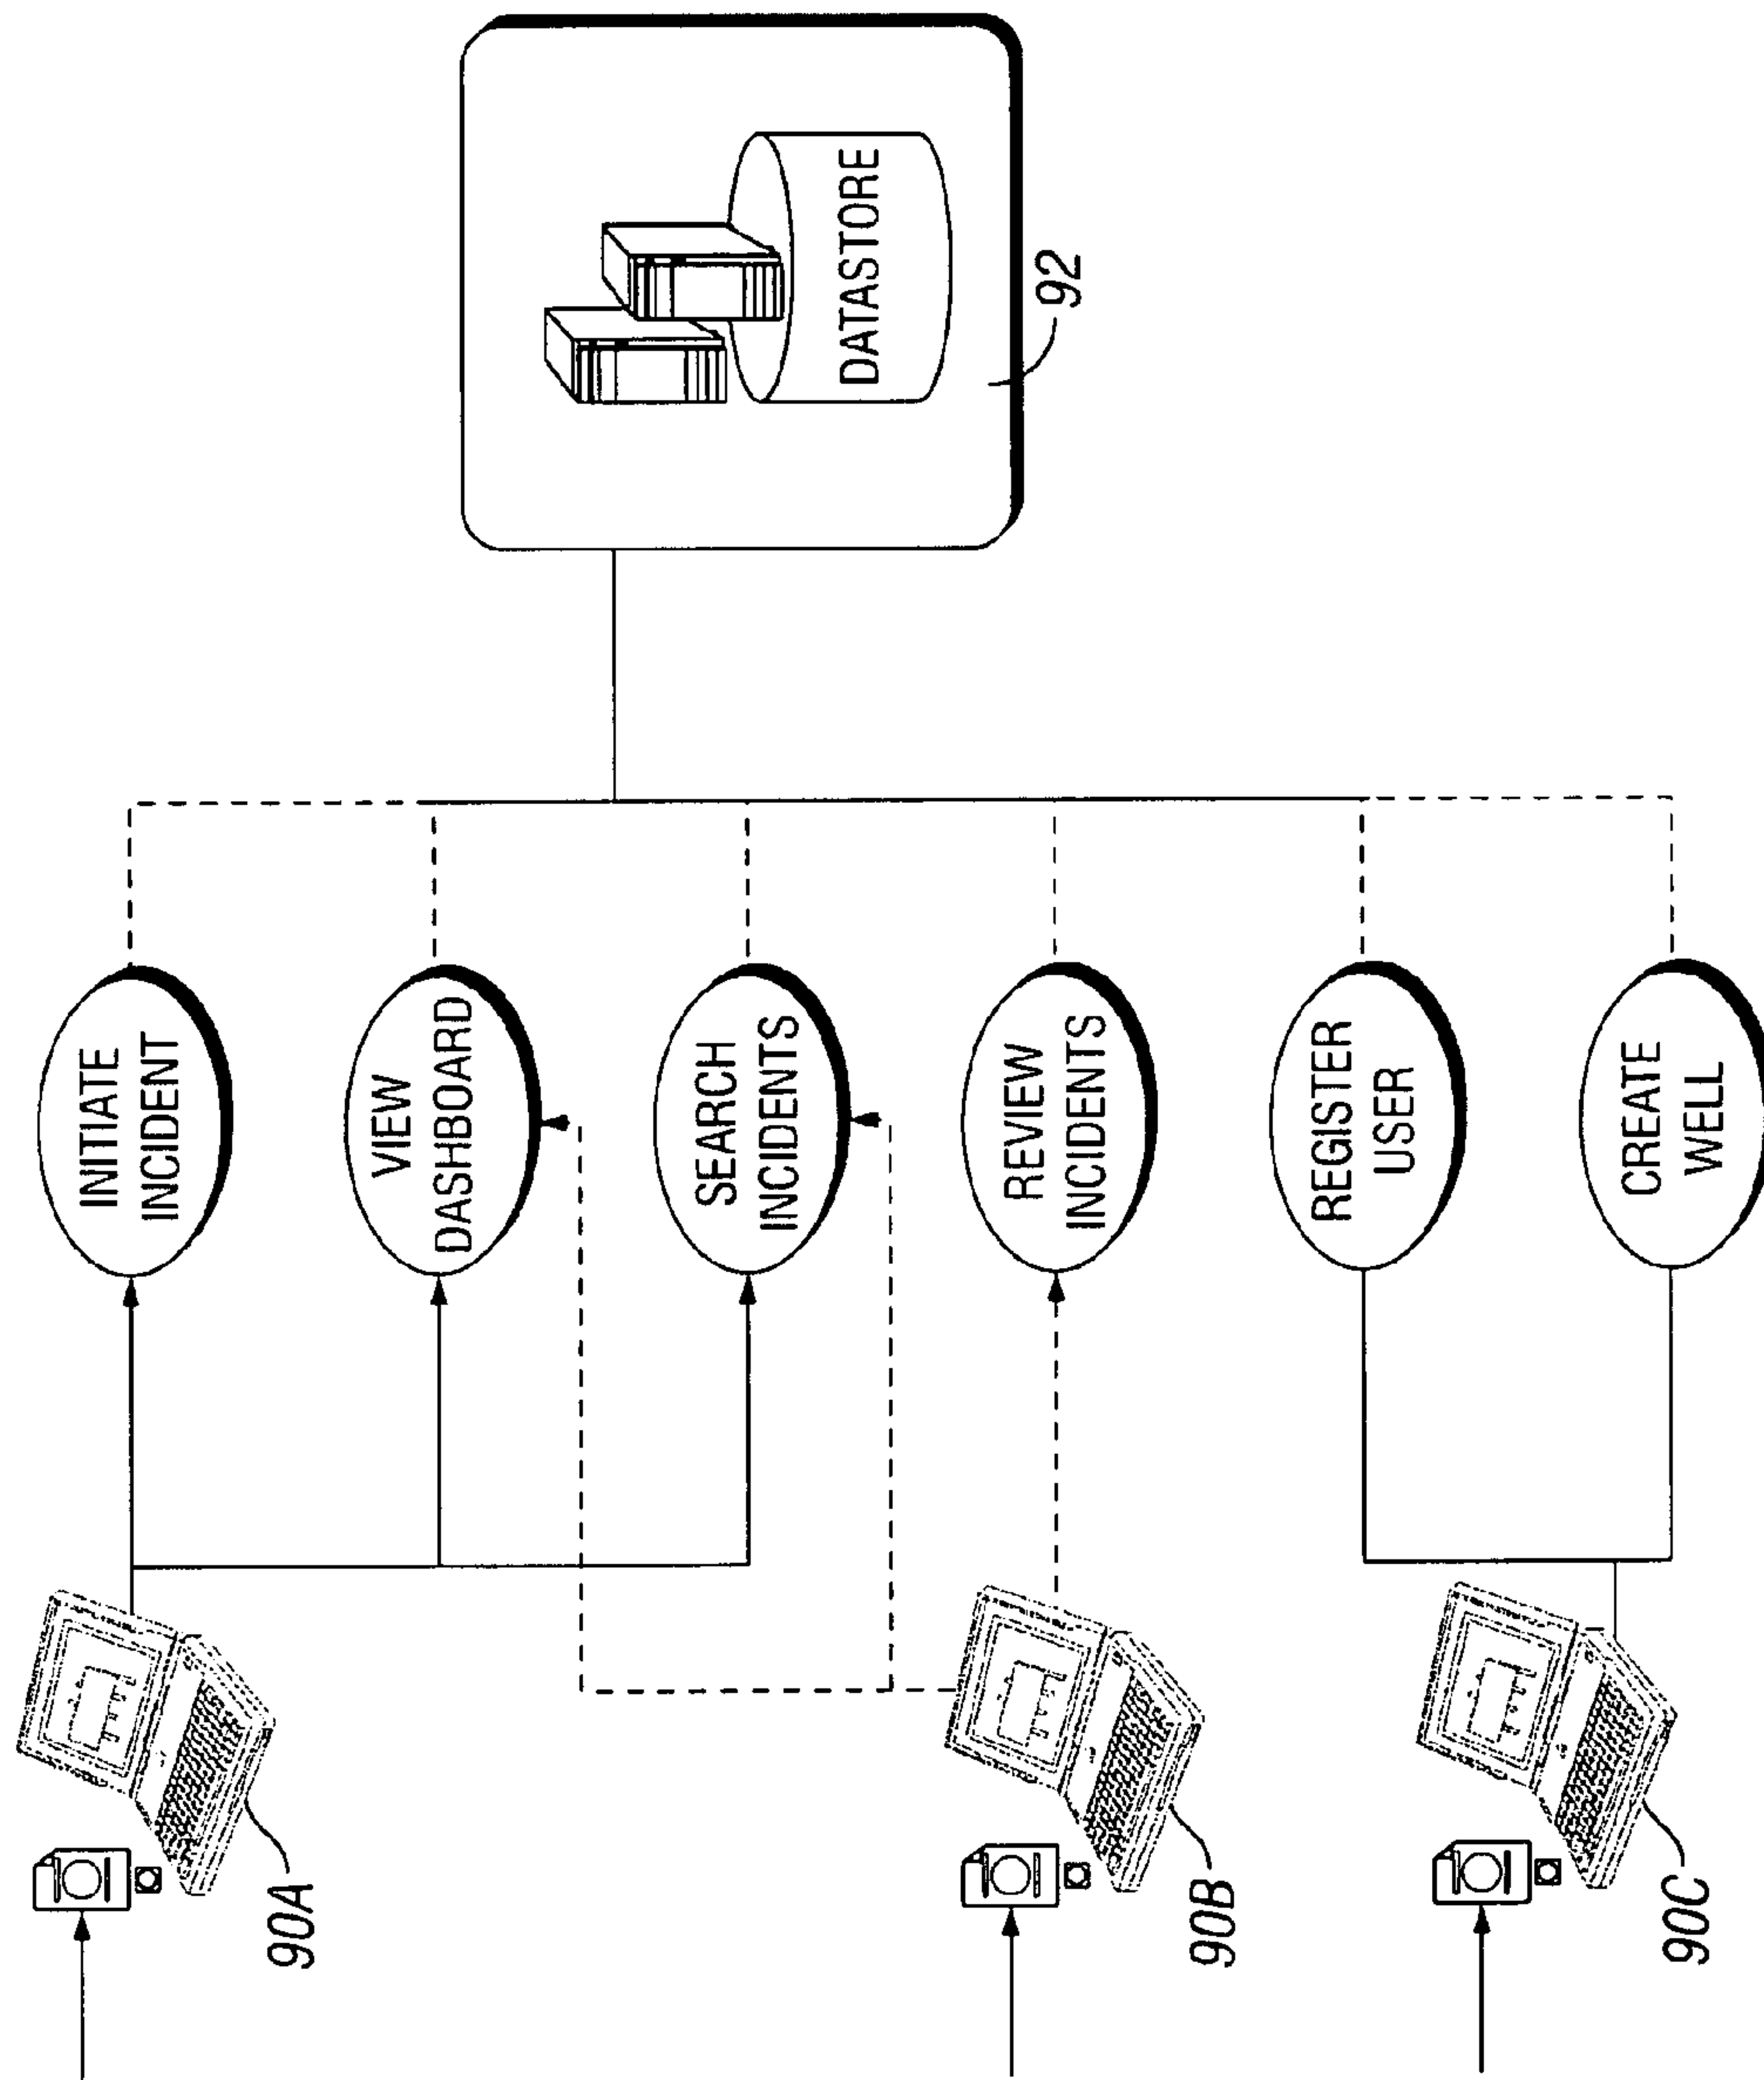 90A
90B
90C
INITIATE
INCIDENT
VIEW
DASHBOARD
SEARCH
INCIDENTS
REVIEW
INCIDENTS
REGISTER
USER
CREATE
WELL
DATASTORE
92